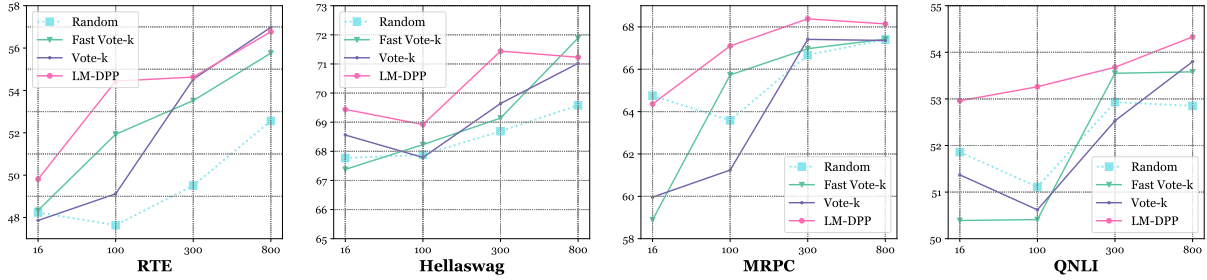 58
56
54
52
50
48
Random
Fast Vote-k
Vote-k
LM-DPP
16 100 300 800
RTE
73
72
71
70
69
68
67
66
65
Random
Fast Vote-k
Vote-k
LM-DPP
16 100 300 800
Hellaswag
68
66
64
62
60
58
Random
Fast Vote-k
Vote-k
LM-DPP
16 100 300 800
MRPC
55
54
53
52
51
50
Random
Fast Vote-k
Vote-k
LM-DPP
16 100 300 800
QNLI